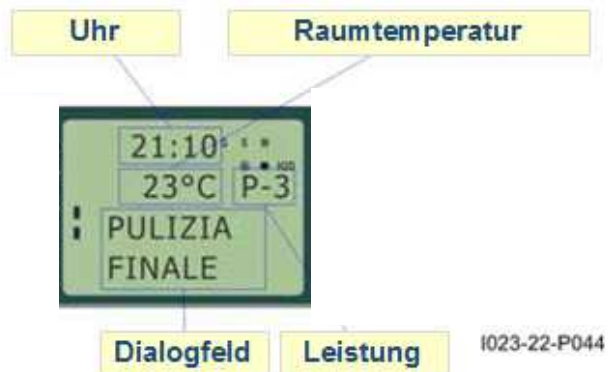 Uhr
Raumtemperatur
21:10
23°C P-3
PULIZIA
FINALE
Dialogfeld
Leistung
I023-22-P044